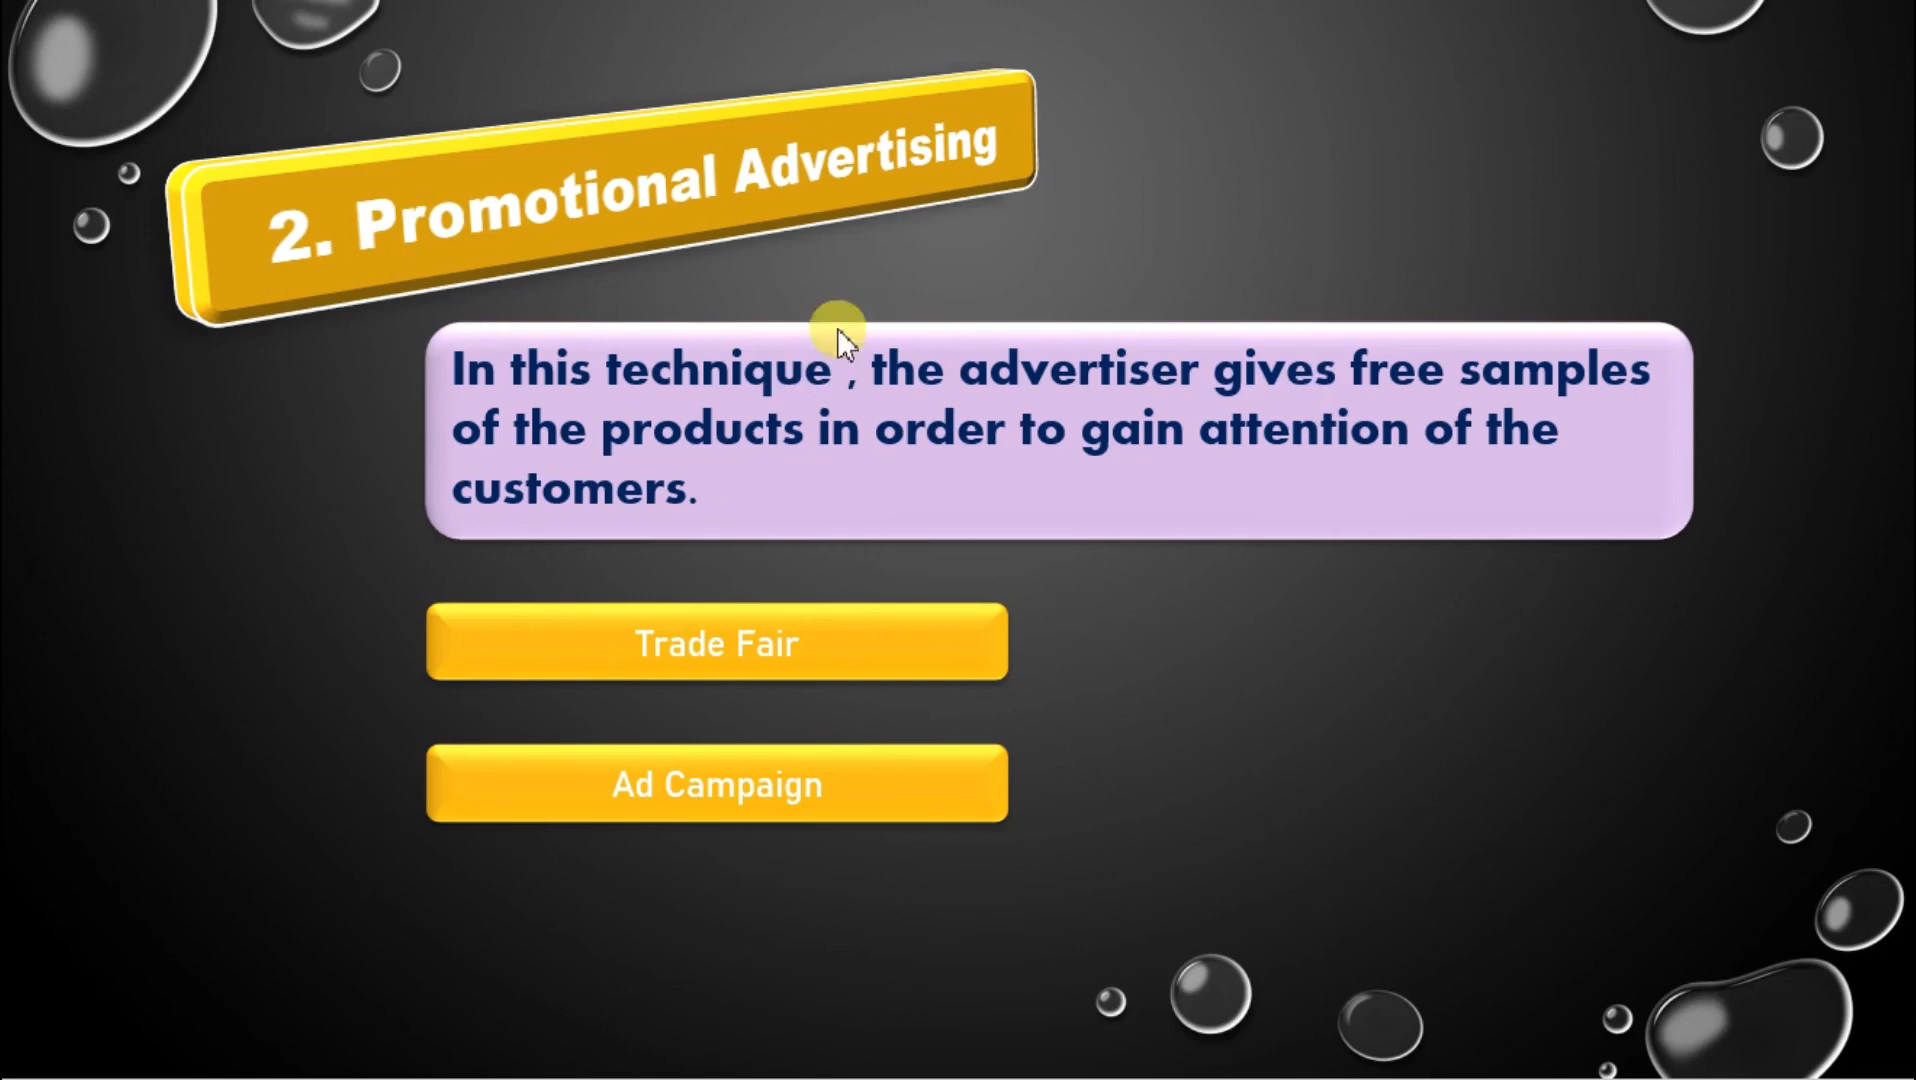 2. Promotional Advertising
In this technique , the advertiser gives free samples
of the products in order to gain attention of the
customers.
Trade Fair
Ad Campaign